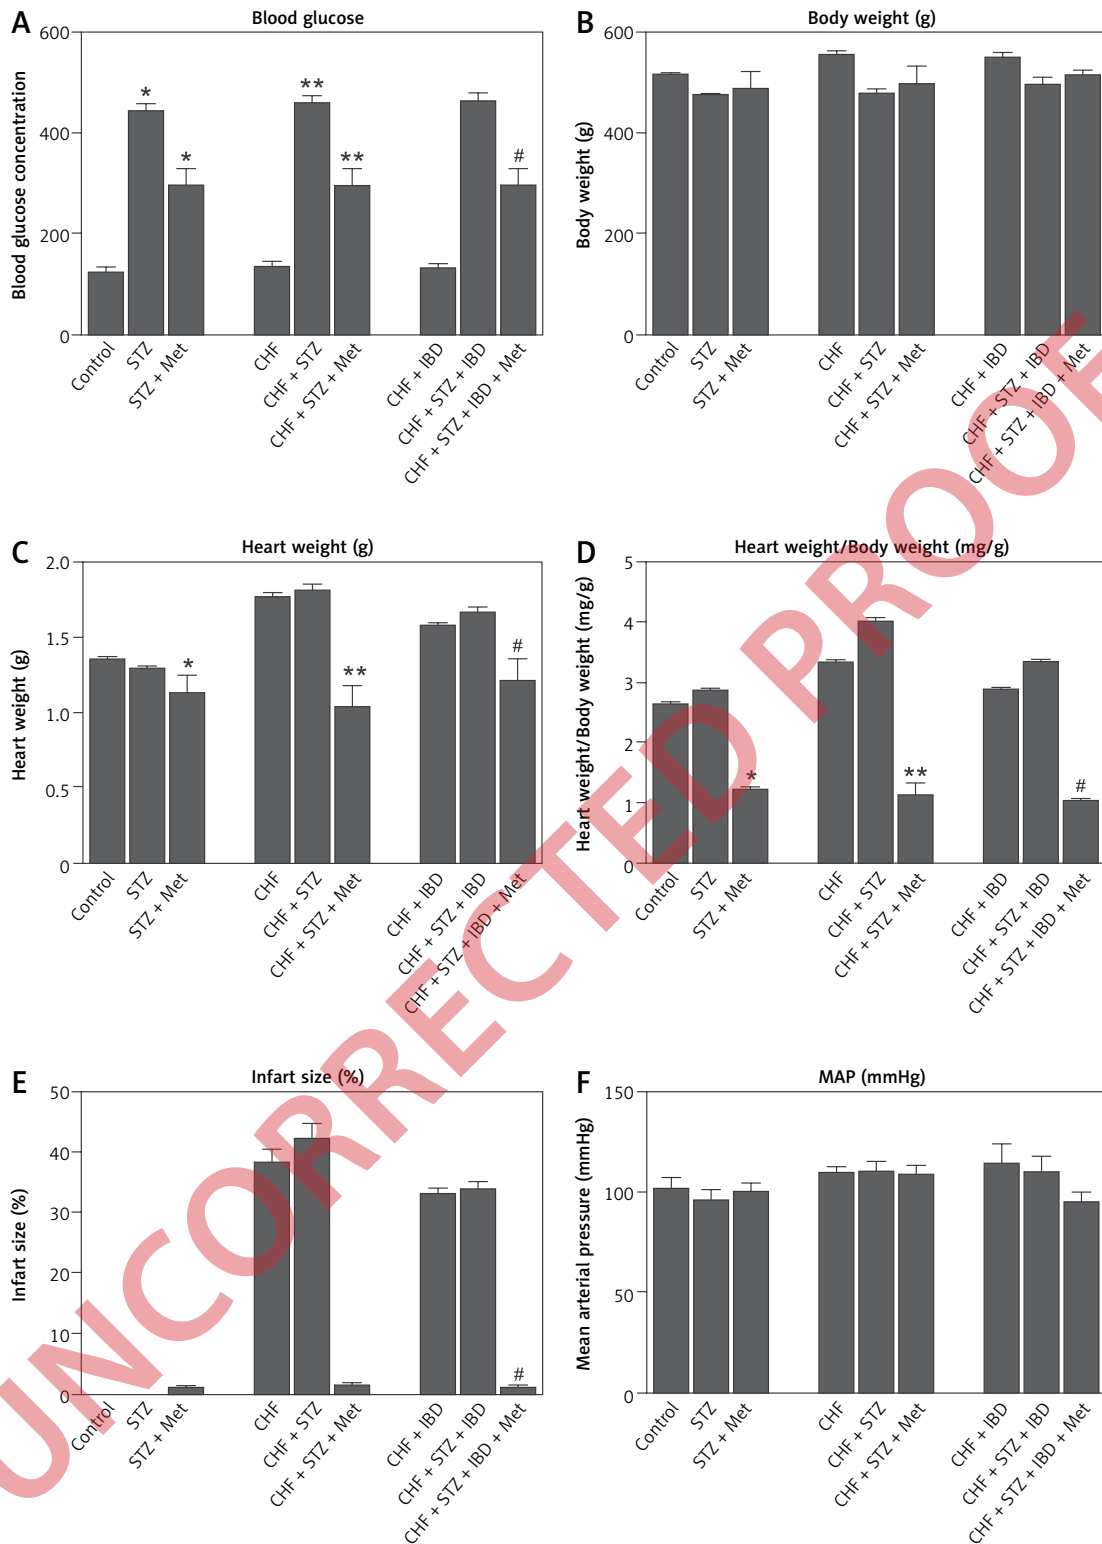 A Blood glucose
Blood glucose concentration
600
400
200
0
*
*
**
**
#
Control
STZ
STZ + Met
CHF
CHF + STZ
CHF + STZ + Met
CHF + IBD
CHF + STZ + IBD
CHF + STZ + IBD + Met
B Body weight (g)
Body weight (g)
600
400
200
0
Control
STZ
STZ + Met
CHF
CHF + STZ
CHF + STZ + Met
CHF + IBD
CHF + STZ + IBD
CHF + STZ + IBD + Met
C Heart weight (g)
Heart weight (g)
2.0
1.5
1.0
0.5
0
*
**
#
Control
STZ
STZ + Met
CHF
CHF + STZ
CHF + STZ + Met
CHF + IBD
CHF + STZ + IBD
CHF + STZ + IBD + Met
D Heart weight/Body weight (mg/g)
Heart weight/Body weight (mg/g)
5
4
3
2
1
0
*
**
#
Control
STZ
STZ + Met
CHF
CHF + STZ
CHF + STZ + Met
CHF + IBD
CHF + STZ + IBD
CHF + STZ + IBD + Met
E Infart size (%)
Infart size (%)
50
40
30
20
10
0
#
Control
STZ
STZ + Met
CHF
CHF + STZ
CHF + STZ + Met
CHF + IBD
CHF + STZ + IBD
CHF + STZ + IBD + Met
F MAP (mmHg)
Mean arterial pressure (mmHg)
150
100
50
0
Control
STZ
STZ + Met
CHF
CHF + STZ
CHF + STZ + Met
CHF + IBD
CHF + STZ + IBD
CHF + STZ + IBD + Met
UNCORRECTED PROOF